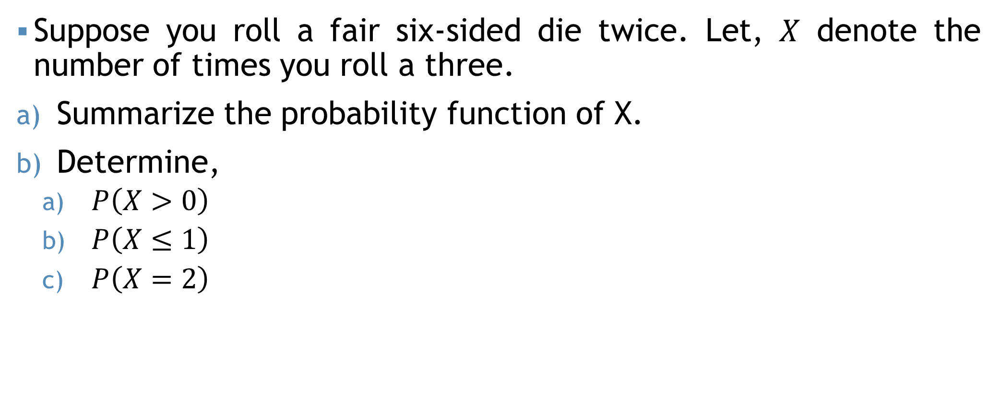 ▪ Suppose you roll a fair six-sided die twice. Let, X denote the
number of times you roll a three.
a) Summarize the probability function of X.
b) Determine,
a) P(X > 0)
b) P(X ≤ 1)
c) P(X = 2)